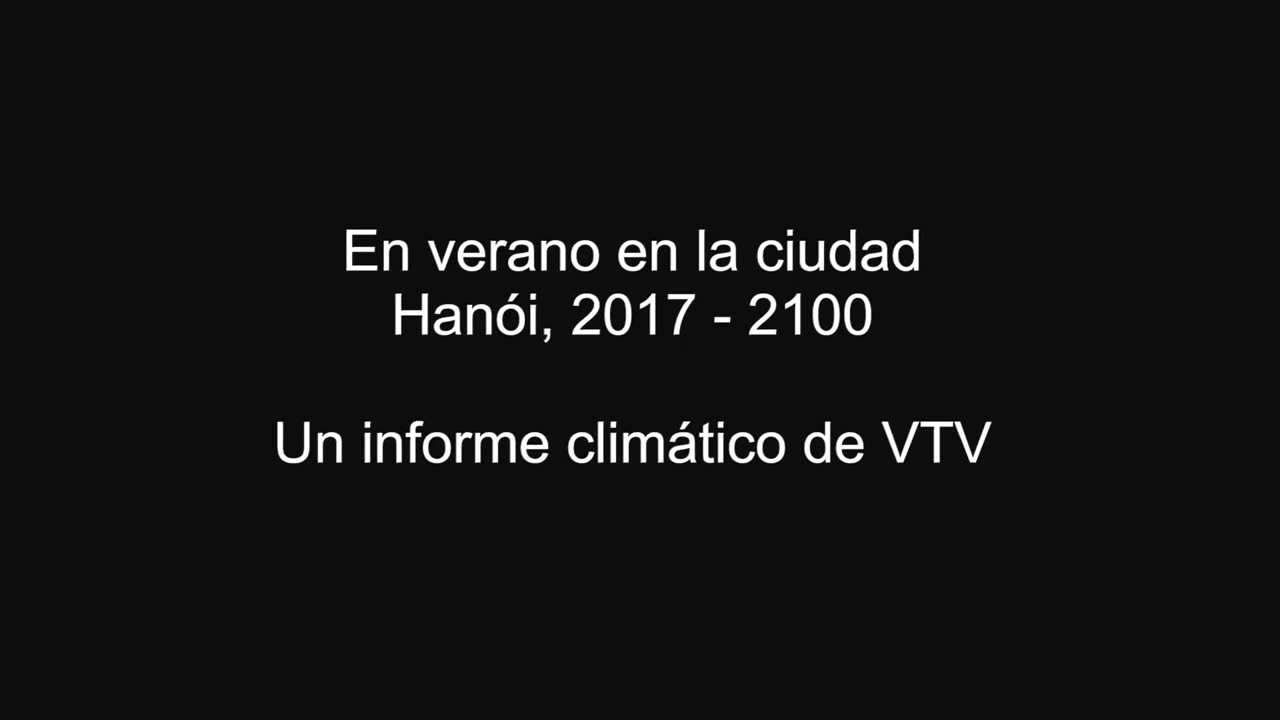 En verano en la ciudad
Hanói, 2017 - 2100
Un informe climático de VTV